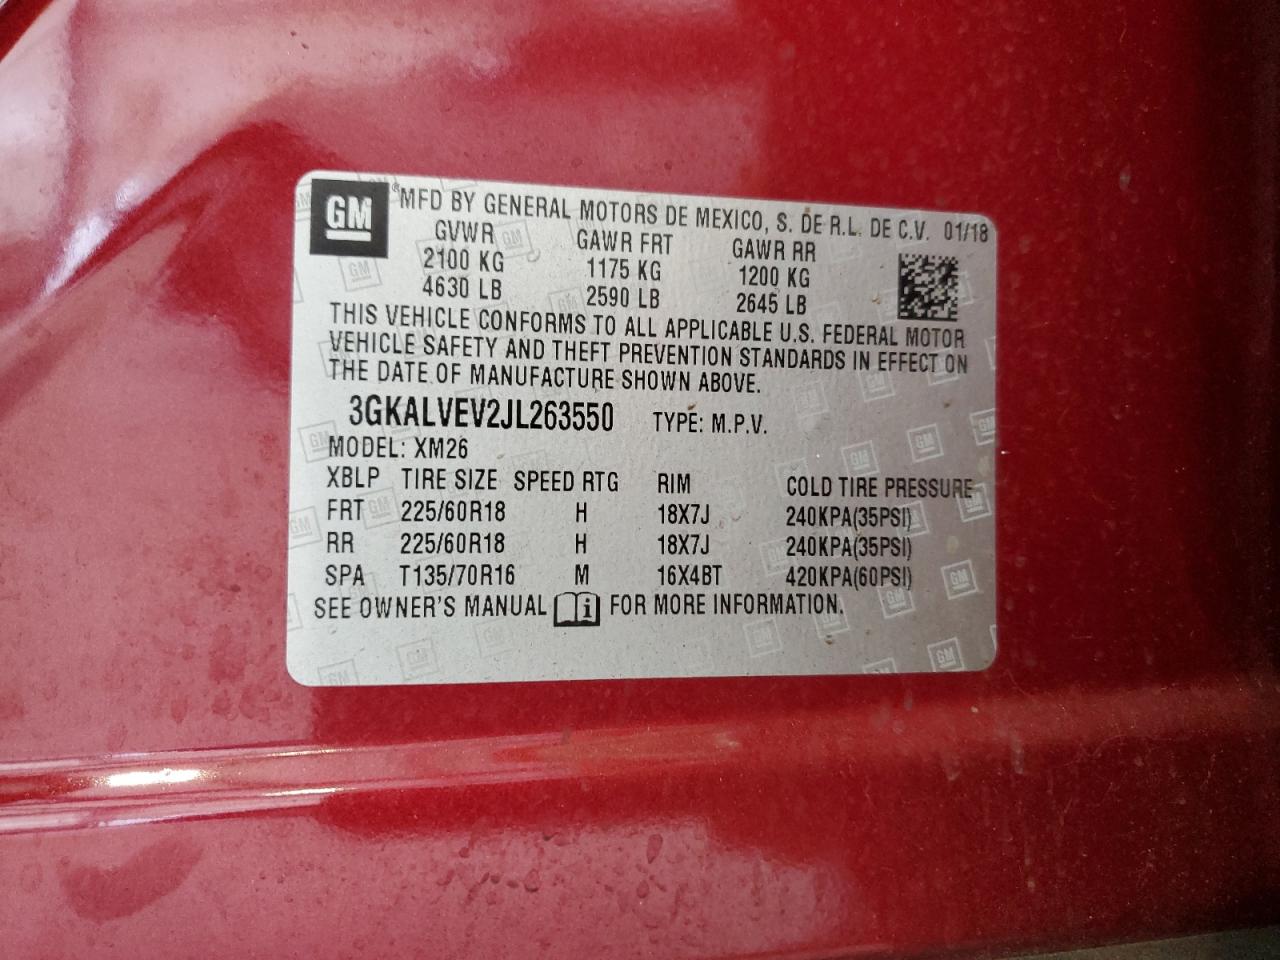 GM ®MFD BY GENERAL MOTORS DE MEXICO, S. DE R.L. DE C.V. 01/18
GVWR GAWR FRT GAWR RR
2100 KG 1175 KG 1200 KG
4630 LB 2590 LB 2645 LB
THIS VEHICLE CONFORMS TO ALL APPLICABLE U.S. FEDERAL MOTOR
VEHICLE SAFETY AND THEFT PREVENTION STANDARDS IN EFFECT ON
THE DATE OF MANUFACTURE SHOWN ABOVE.
3GKALVEV2JL263550 TYPE: M.P.V.
MODEL: XM26
XBLP TIRE SIZE SPEED RTG RIM COLD TIRE PRESSURE
FRT 225/60R18 H 18X7J 240KPA(35PSI)
RR 225/60R18 H 18X7J 240KPA(35PSI)
SPA T135/70R16 M 16X4BT 420KPA(60PSI)
SEE OWNER'S MANUAL i FOR MORE INFORMATION.